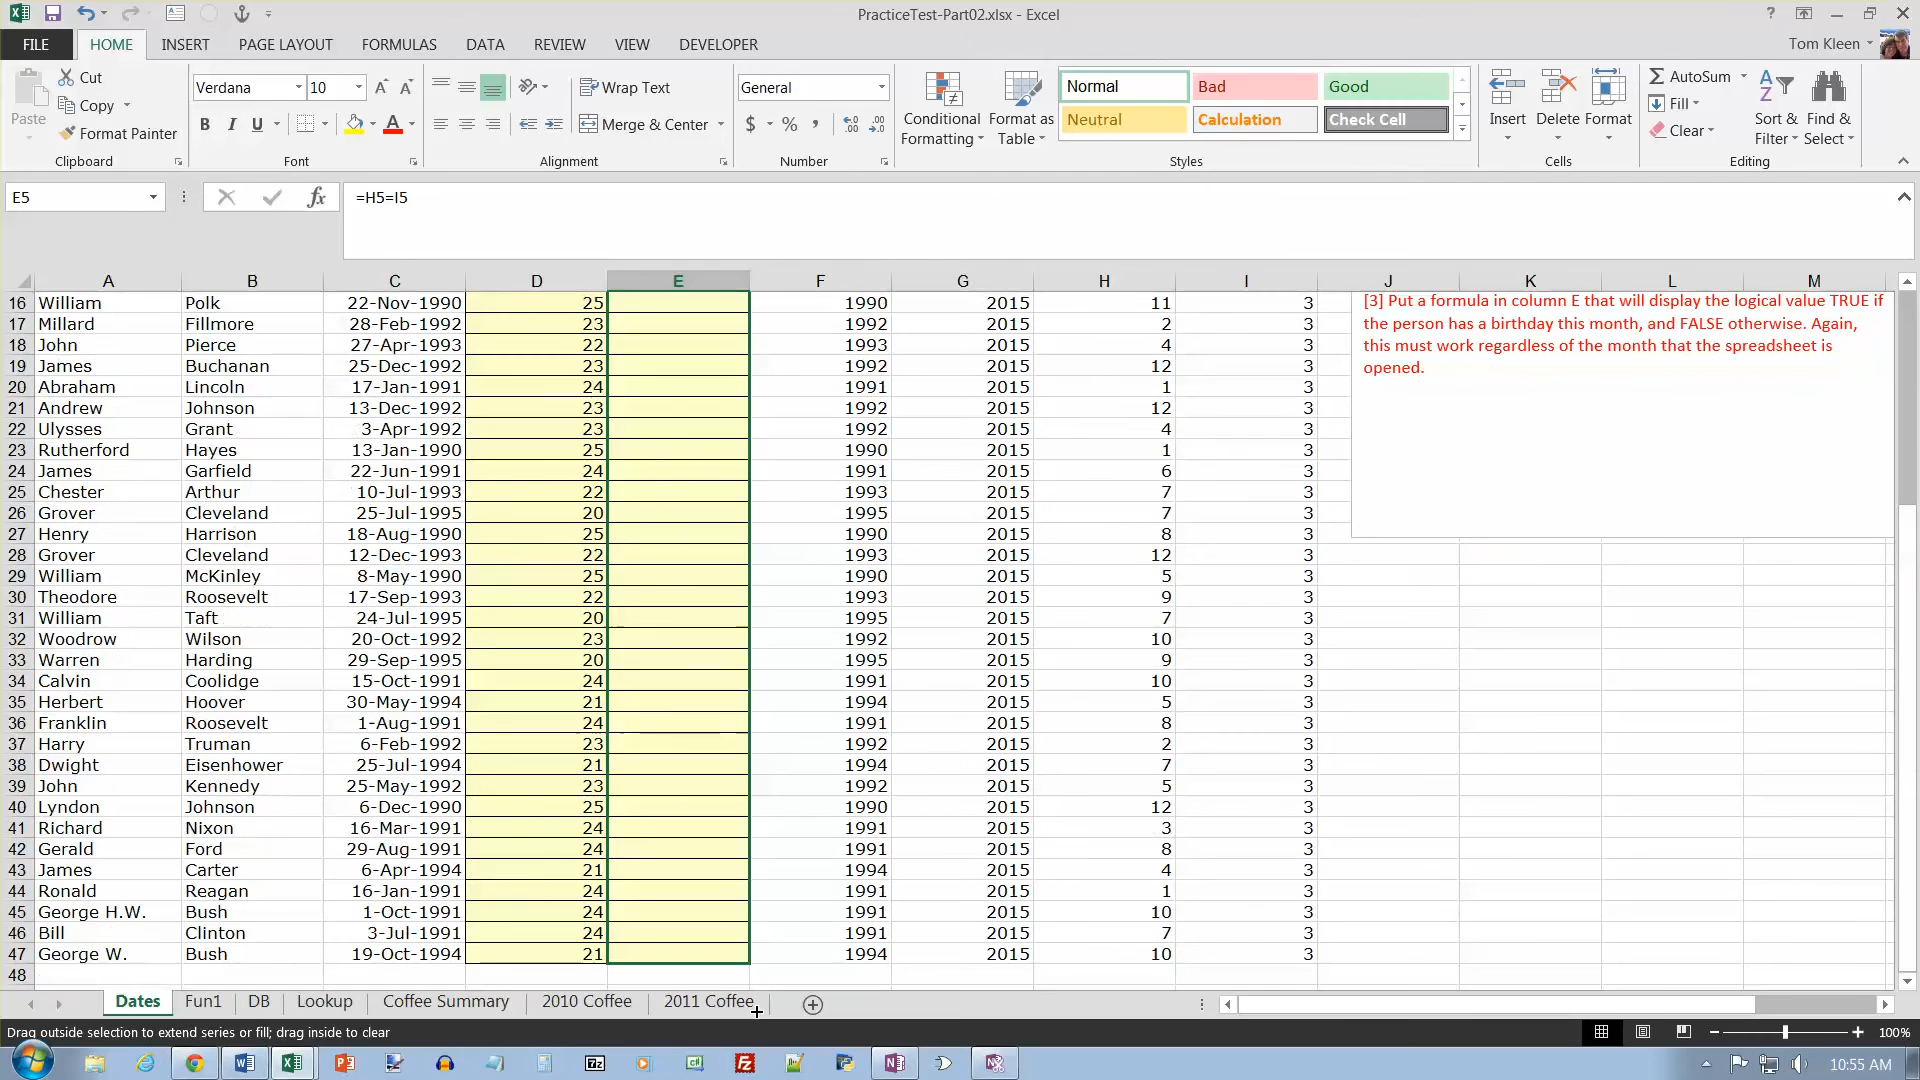 PracticeTest-Part02.xlsx - Excel
FILE HOME INSERT PAGE LAYOUT FORMULAS DATA REVIEW VIEW DEVELOPER Tom Kleen
Paste Cut Copy Format Painter Clipboard
Verdana 10 B I U A A Font
Wrap Text Merge & Center Alignment
General $ % , Number
Conditional Formatting Format as Table
Normal Bad Good
Neutral Calculation Check Cell
Styles
Insert Delete Format Cells
AutoSum Fill Clear Sort & Filter Find & Select Editing
E5 fx =H5=I5
A B C D E F G H I J K L M
16 William Polk 22-Nov-1990 25 1990 2015 11 3
17 Millard Fillmore 28-Feb-1992 23 1992 2015 2 3
18 John Pierce 27-Apr-1993 22 1993 2015 4 3
19 James Buchanan 25-Dec-1992 23 1992 2015 12 3
20 Abraham Lincoln 17-Jan-1991 24 1991 2015 1 3
21 Andrew Johnson 13-Dec-1992 23 1992 2015 12 3
22 Ulysses Grant 3-Apr-1992 23 1992 2015 4 3
23 Rutherford Hayes 13-Jan-1990 25 1990 2015 1 3
24 James Garfield 22-Jun-1991 24 1991 2015 6 3
25 Chester Arthur 10-Jul-1993 22 1993 2015 7 3
26 Grover Cleveland 25-Jul-1995 20 1995 2015 7 3
27 Henry Harrison 18-Aug-1990 25 1990 2015 8 3
28 Grover Cleveland 12-Dec-1993 22 1993 2015 12 3
29 William McKinley 8-May-1990 25 1990 2015 5 3
30 Theodore Roosevelt 17-Sep-1993 22 1993 2015 9 3
31 William Taft 24-Jul-1995 20 1995 2015 7 3
32 Woodrow Wilson 20-Oct-1992 23 1992 2015 10 3
33 Warren Harding 29-Sep-1995 20 1995 2015 9 3
34 Calvin Coolidge 15-Oct-1991 24 1991 2015 10 3
35 Herbert Hoover 30-May-1994 21 1994 2015 5 3
36 Franklin Roosevelt 1-Aug-1991 24 1991 2015 8 3
37 Harry Truman 6-Feb-1992 23 1992 2015 2 3
38 Dwight Eisenhower 25-Jul-1994 21 1994 2015 7 3
39 John Kennedy 25-May-1992 23 1992 2015 5 3
40 Lyndon Johnson 6-Dec-1990 25 1990 2015 12 3
41 Richard Nixon 16-Mar-1991 24 1991 2015 3 3
42 Gerald Ford 29-Aug-1991 24 1991 2015 8 3
43 James Carter 6-Apr-1994 21 1994 2015 4 3
44 Ronald Reagan 16-Jan-1991 24 1991 2015 1 3
45 George H.W. Bush 1-Oct-1991 24 1991 2015 10 3
46 Bill Clinton 3-Jul-1991 24 1991 2015 7 3
47 George W. Bush 19-Oct-1994 21 1994 2015 10 3
48
[3] Put a formula in column E that will display the logical value TRUE if
the person has a birthday this month, and FALSE otherwise. Again,
this must work regardless of the month that the spreadsheet is
opened.
Dates Fun1 DB Lookup Coffee Summary 2010 Coffee 2011 Coffee
Drag outside selection to extend series or fill; drag inside to clear 100%
10:55 AM